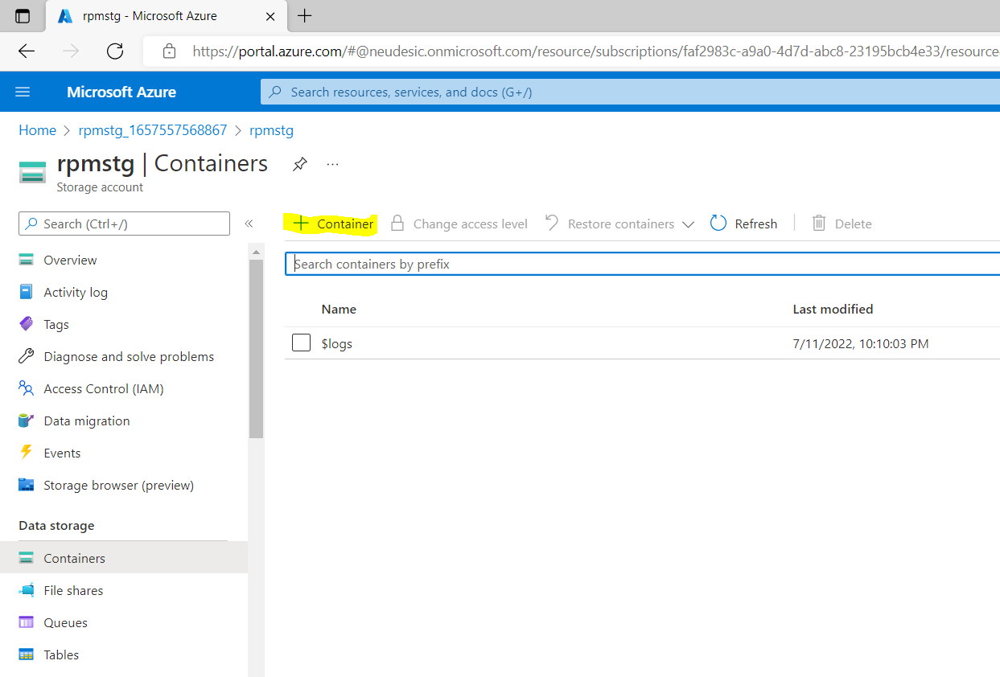 rpmstg - Microsoft Azure
https://portal.azure.com/#@neudesic.onmicrosoft.com/resource/subscriptions/faf2983c-a9a0-4d7d-abc8-23195bcb4e33/resource
Microsoft Azure
Search resources, services, and docs (G+/)
Home > rpmstg_1657557568867 > rpmstg
rpmstg | Containers
...
Storage account
Search (Ctrl+/)
«
+ Container
Change access level
Restore containers
Refresh
Delete
Search containers by prefix
Name
Last modified
$logs
7/11/2022, 10:10:03 PM
Overview
Activity log
Tags
Diagnose and solve problems
Access Control (IAM)
Data migration
Events
Storage browser (preview)
Data storage
Containers
File shares
Queues
Tables